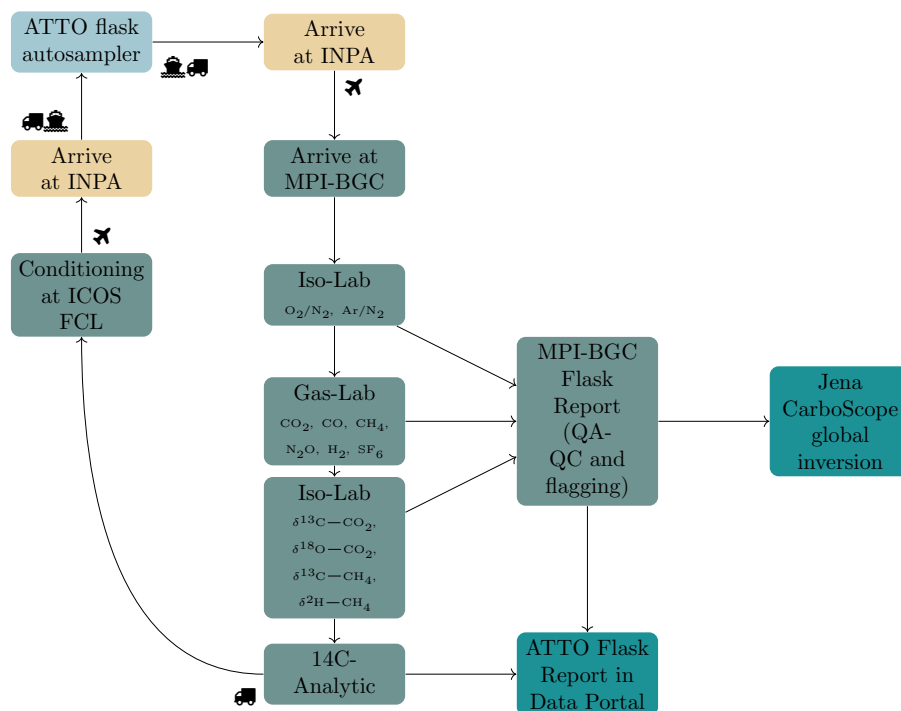 ATTO flask
autosampler
Arrive
at INPA
Arrive
at INPA
Arrive at
MPI-BGC
Conditioning
at ICOS
FCL
Iso-Lab
O₂/N₂, Ar/N₂
Gas-Lab
CO₂, CO, CH₄,
N₂O, H₂, SF₆
Iso-Lab
δ¹³C−CO₂,
δ¹⁸O−CO₂,
δ¹³C−CH₄,
δ²H−CH₄
14C-
Analytic
MPI-BGC
Flask
Report
(QA-
QC and
flagging)
Jena
CarboScope
global
inversion
ATTO Flask
Report in
Data Portal